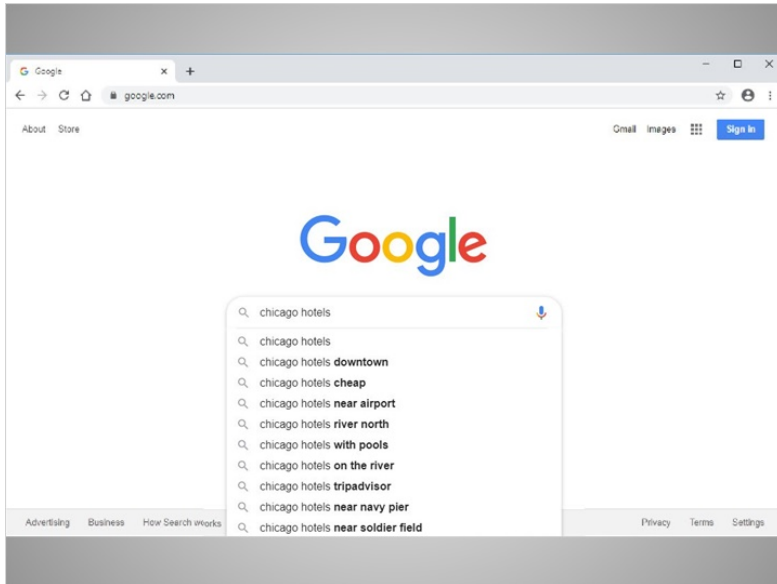 Google
google.com
About Store Gmail Images Sign in
Google
chicago hotels
chicago hotels
chicago hotels downtown
chicago hotels cheap
chicago hotels near airport
chicago hotels river north
chicago hotels with pools
chicago hotels on the river
chicago hotels tripadvisor
chicago hotels near navy pier
chicago hotels near soldier field
Advertising Business How Search works Privacy Terms Settings